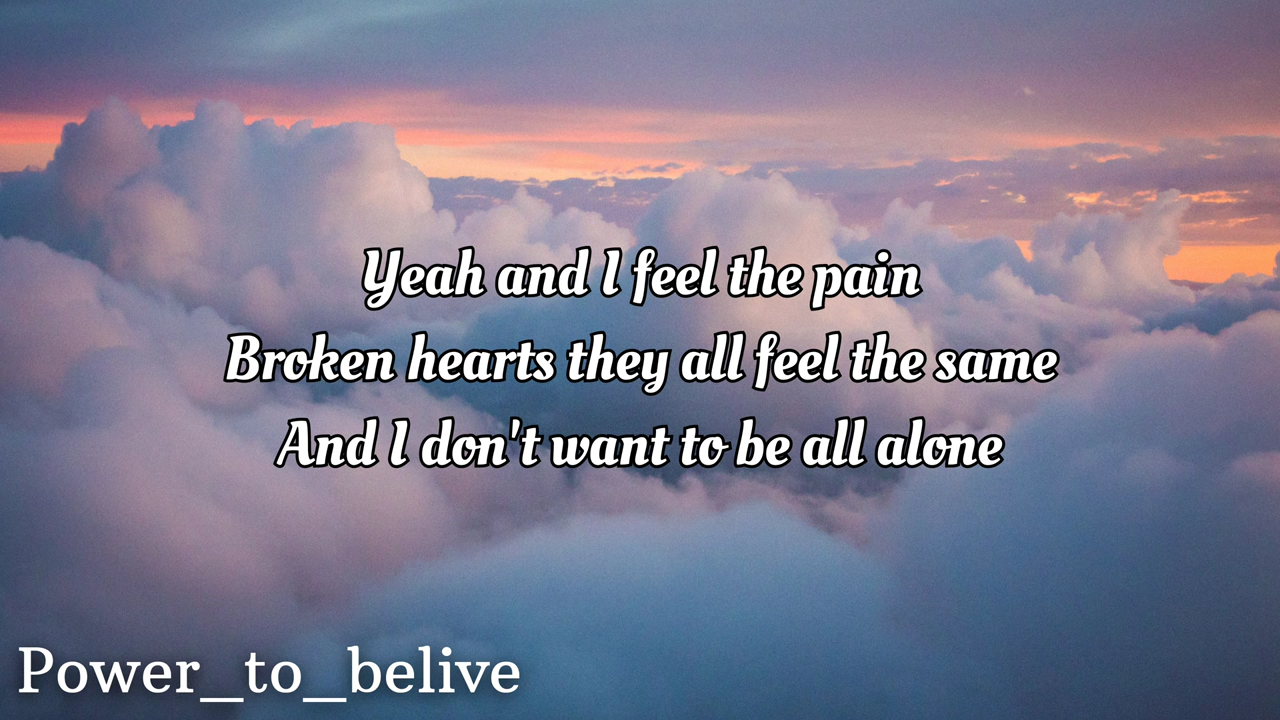 Yeah and I feel the pain
Broken hearts they all feel the same
And I don't want to be all alone
Power_to_belive